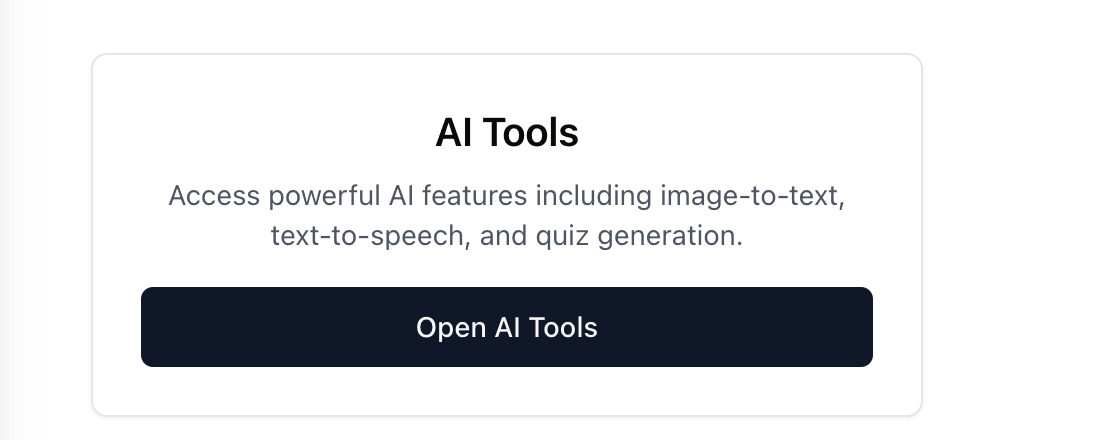 AI Tools
Access powerful AI features including image-to-text,
text-to-speech, and quiz generation.
Open AI Tools